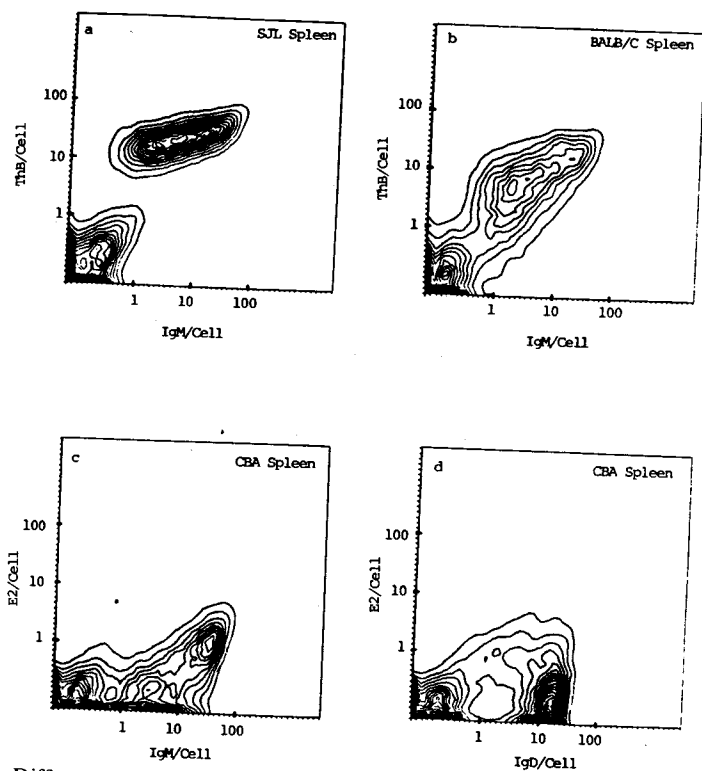 a SJL Spleen
100
10
1
ThB/Cell
1 10 100
IgM/Cell
b BALB/C Spleen
100
10
1
ThB/Cell
1 10 100
IgM/Cell
c CBA Spleen
100
10
1
E2/Cell
1 10 100
IgM/Cell
d CBA Spleen
100
10
1
E2/Cell
1 10 100
IgD/Cell